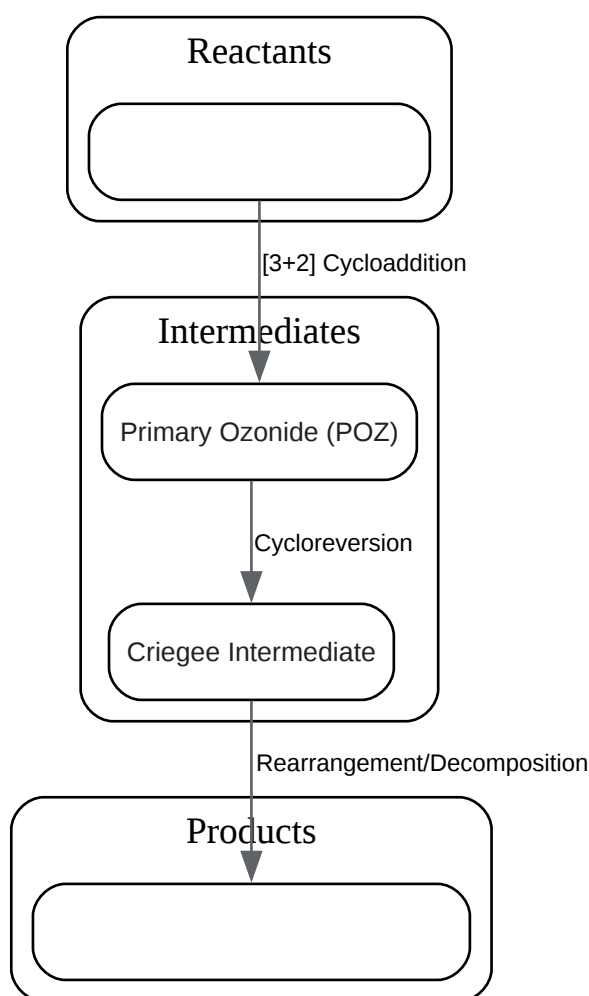 Reactants
[3+2] Cycloaddition
Intermediates
Primary Ozonide (POZ)
Cycloreversion
Criegee Intermediate
Rearrangement/Decomposition
Products